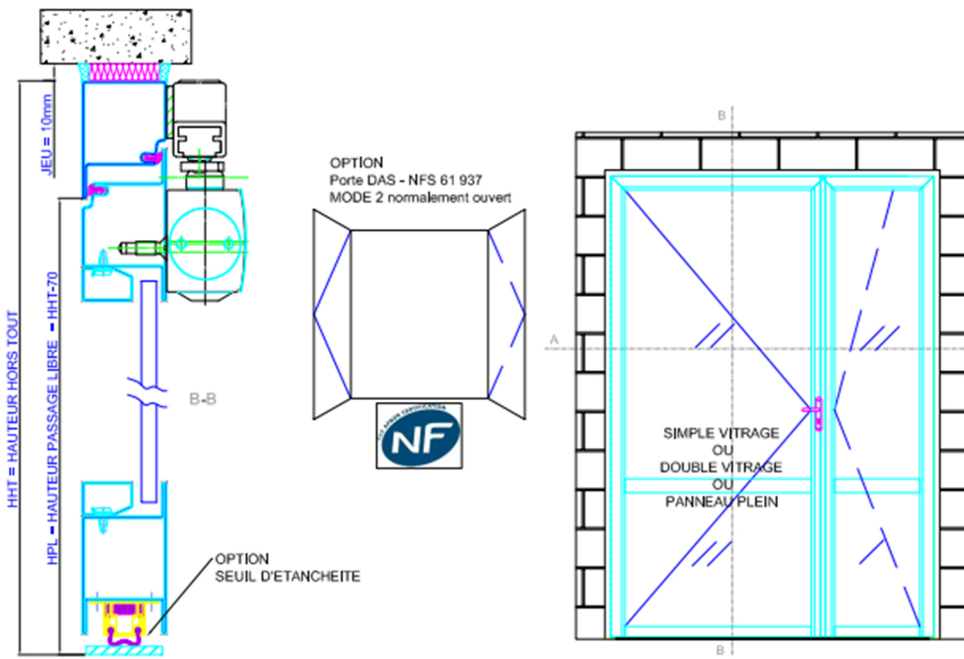 JEU = 10mm
HHT = HAUTEUR HORS TOUT
HPL = HAUTEUR PASSAGE LIBRE = HHT-70
B-B
OPTION
SEUIL D'ETANCHEITE
OPTION
Porte DAS - NFS 61 937
MODE 2 normalement ouvert
NF
B
A
SIMPLE VITRAGE
OU
DOUBLE VITRAGE
OU
PANNEAU PLEIN
B